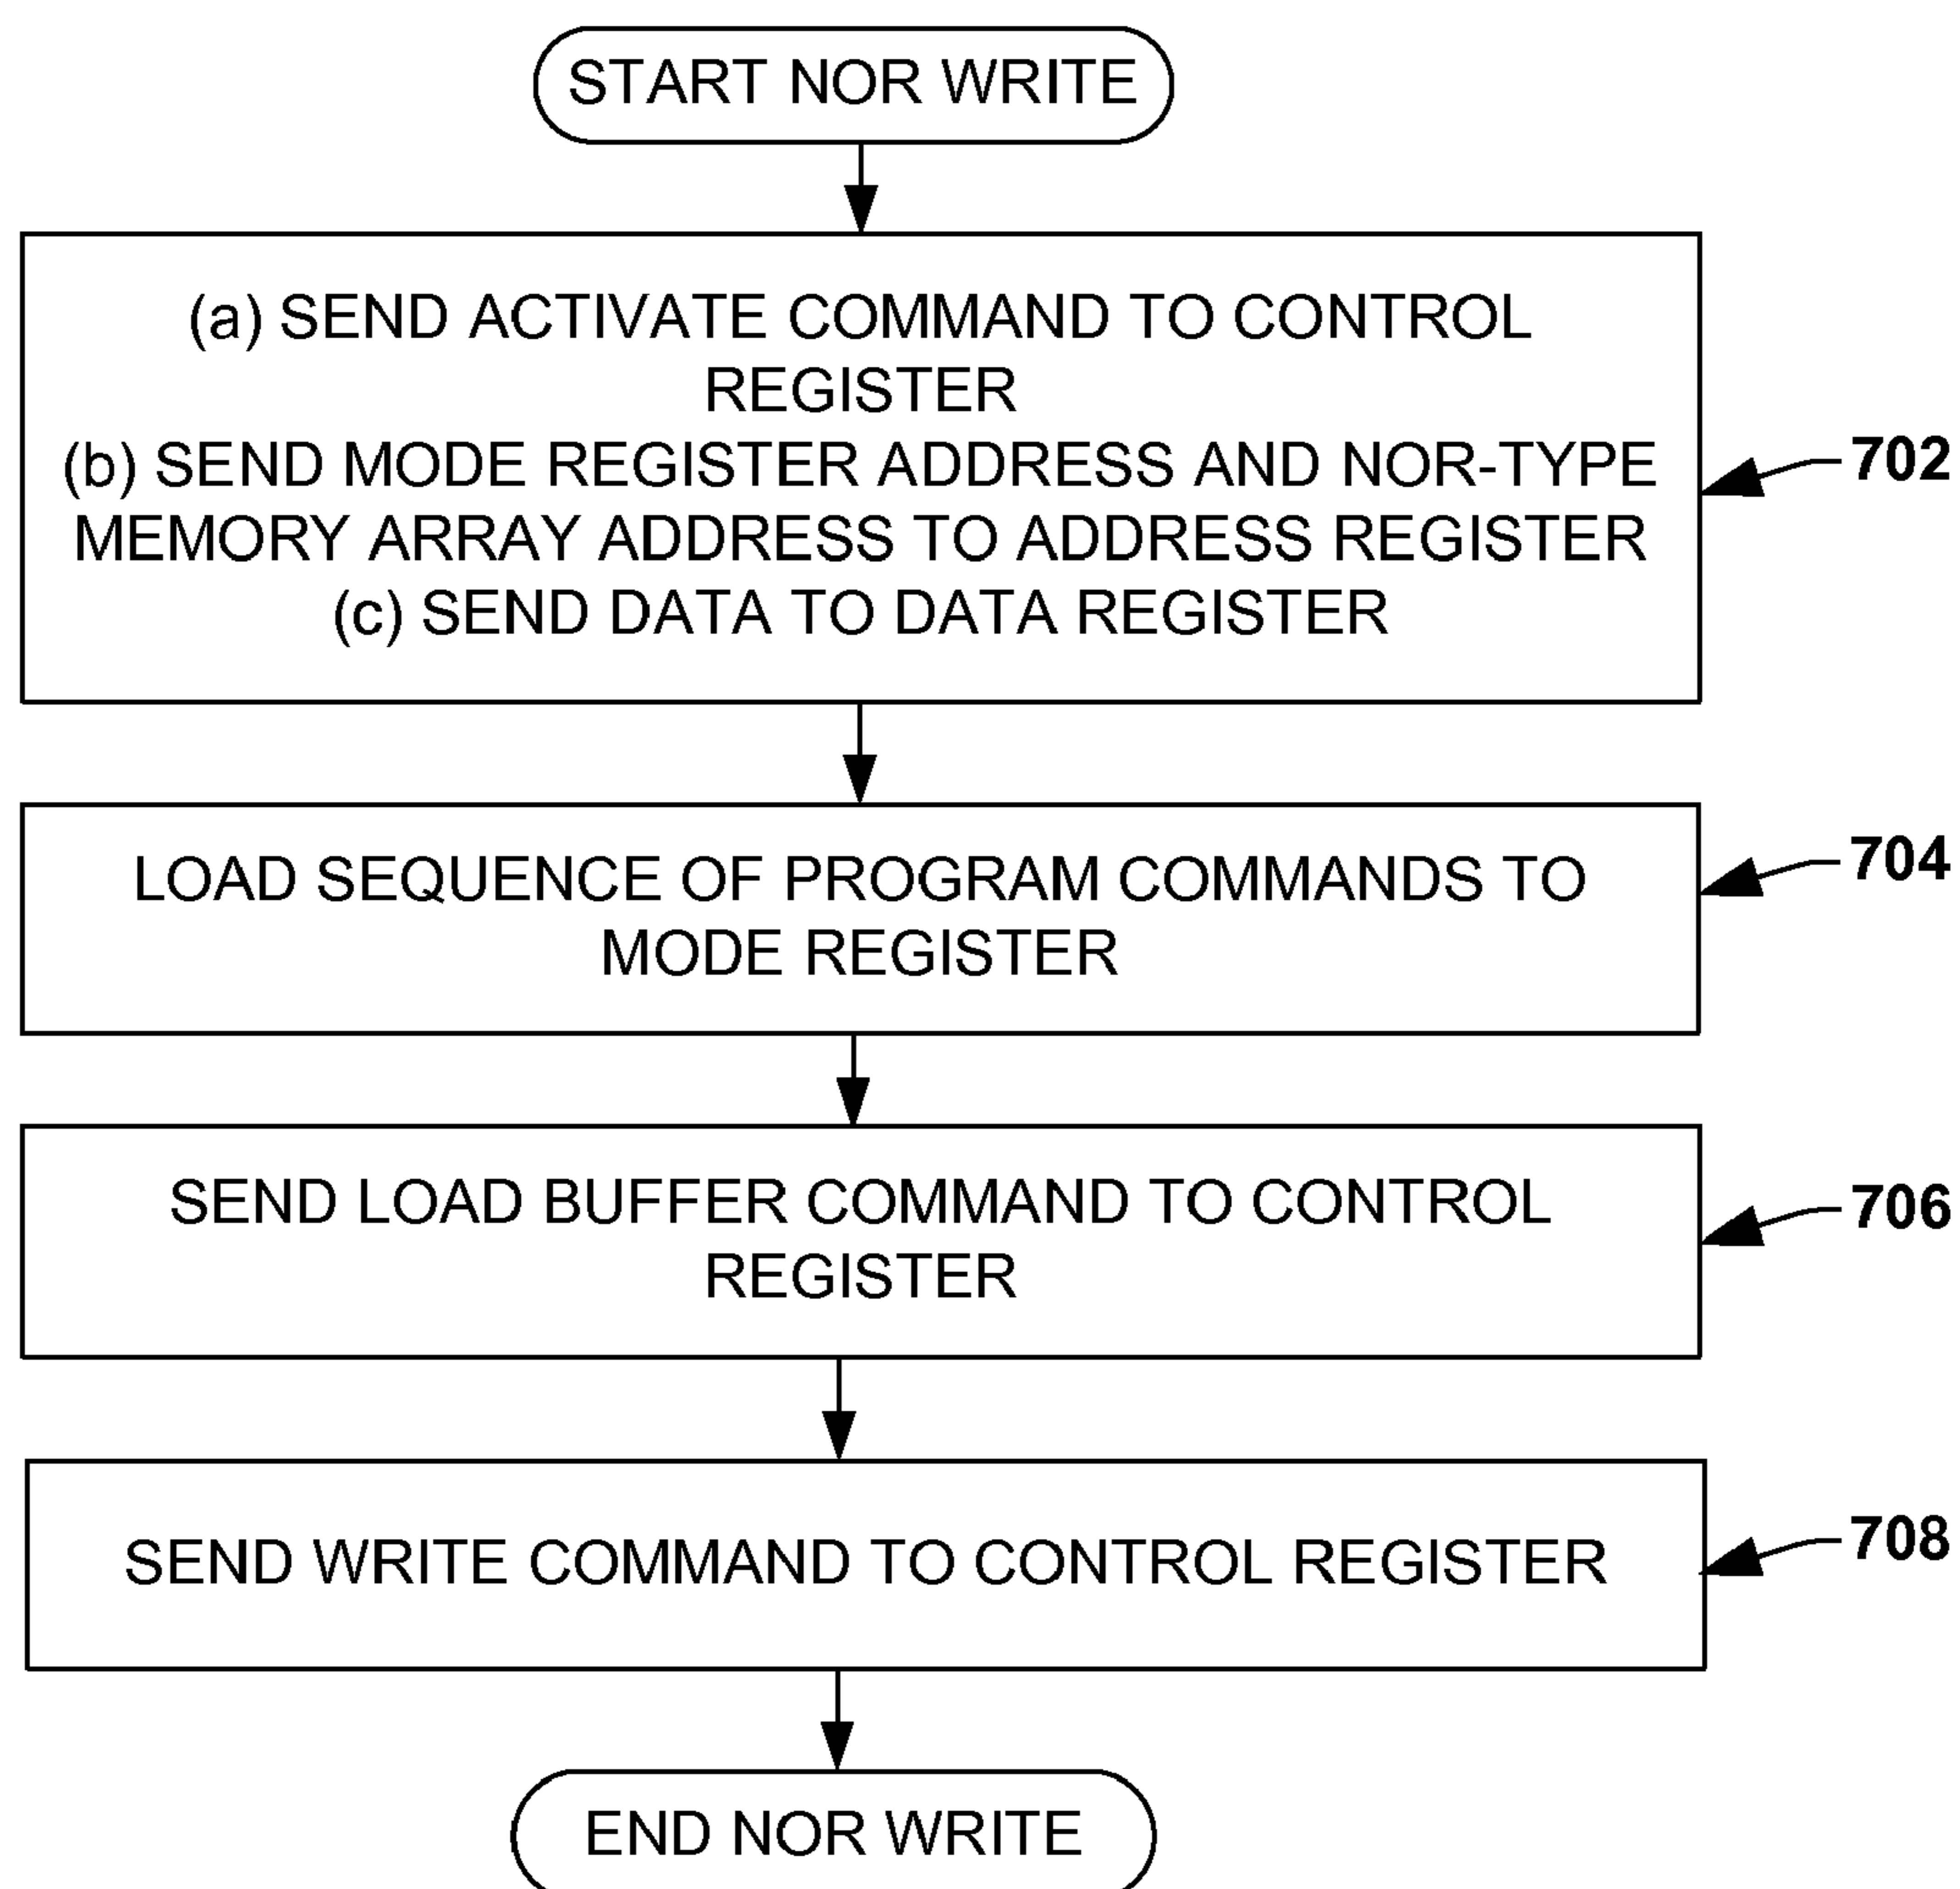 START NOR WRITE
(a) SEND ACTIVATE COMMAND TO CONTROL
REGISTER
(b) SEND MODE REGISTER ADDRESS AND NOR-TYPE
MEMORY ARRAY ADDRESS TO ADDRESS REGISTER
(c) SEND DATA TO DATA REGISTER
702
LOAD SEQUENCE OF PROGRAM COMMANDS TO
MODE REGISTER
704
SEND LOAD BUFFER COMMAND TO CONTROL
REGISTER
706
SEND WRITE COMMAND TO CONTROL REGISTER
708
END NOR WRITE